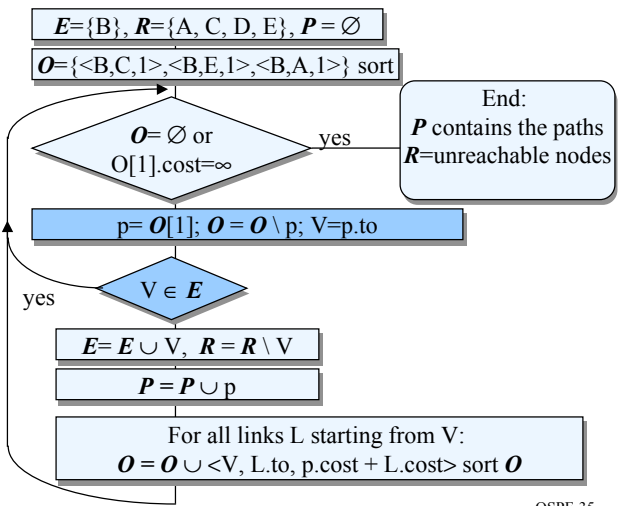 E={B}, R={A, C, D, E}, P = ∅
O={<B,C,1>,<B,E,1>,<B,A,1>} sort
End:
P contains the paths
R=unreachable nodes
O= ∅ or
O[1].cost=∞
yes
p= O[1]; O = O \ p; V=p.to
V ∈ E
yes
E= E ∪ V, R = R \ V
P = P ∪ p
For all links L starting from V:
O = O ∪ <V, L.to, p.cost + L.cost> sort O